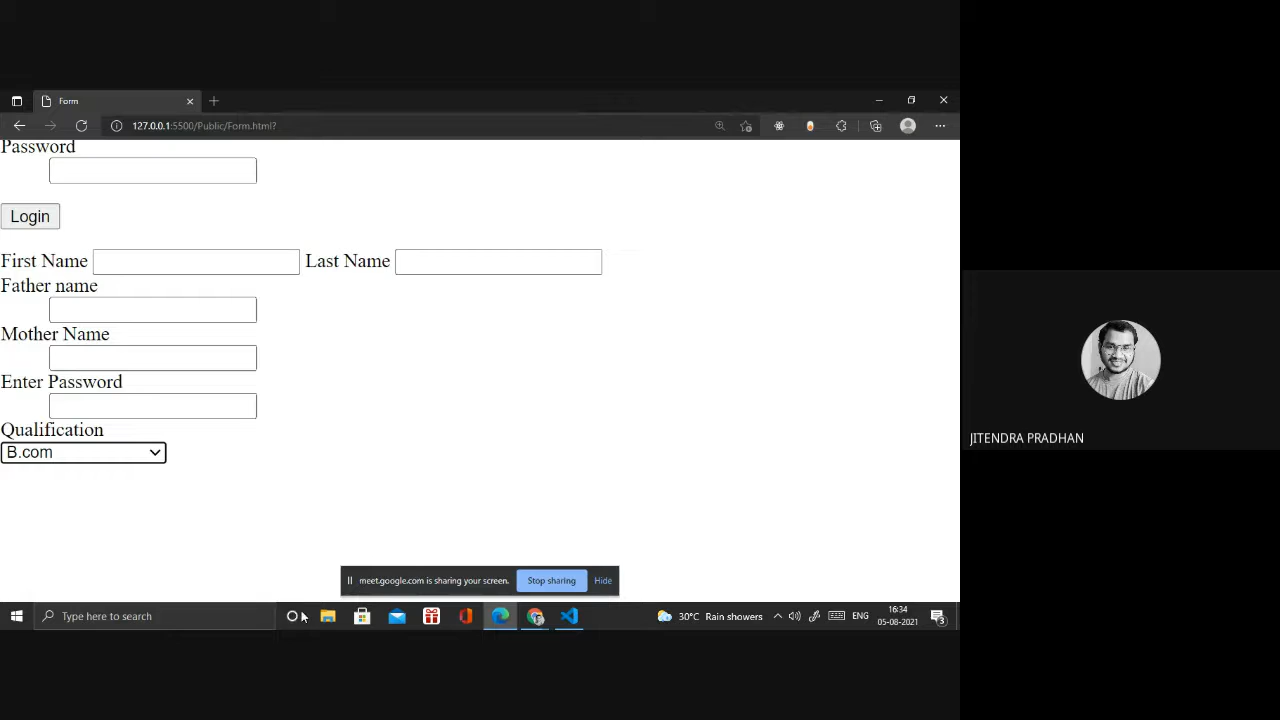 Form
127.0.0.1:5500/Public/Form.html?
Password
Login
First Name Last Name
Father name
Mother Name
Enter Password
Qualification
B.com
JITENDRA PRADHAN
meet.google.com is sharing your screen. Stop sharing Hide
Type here to search
30°C Rain showers
ENG
16:34
05-08-2021
3